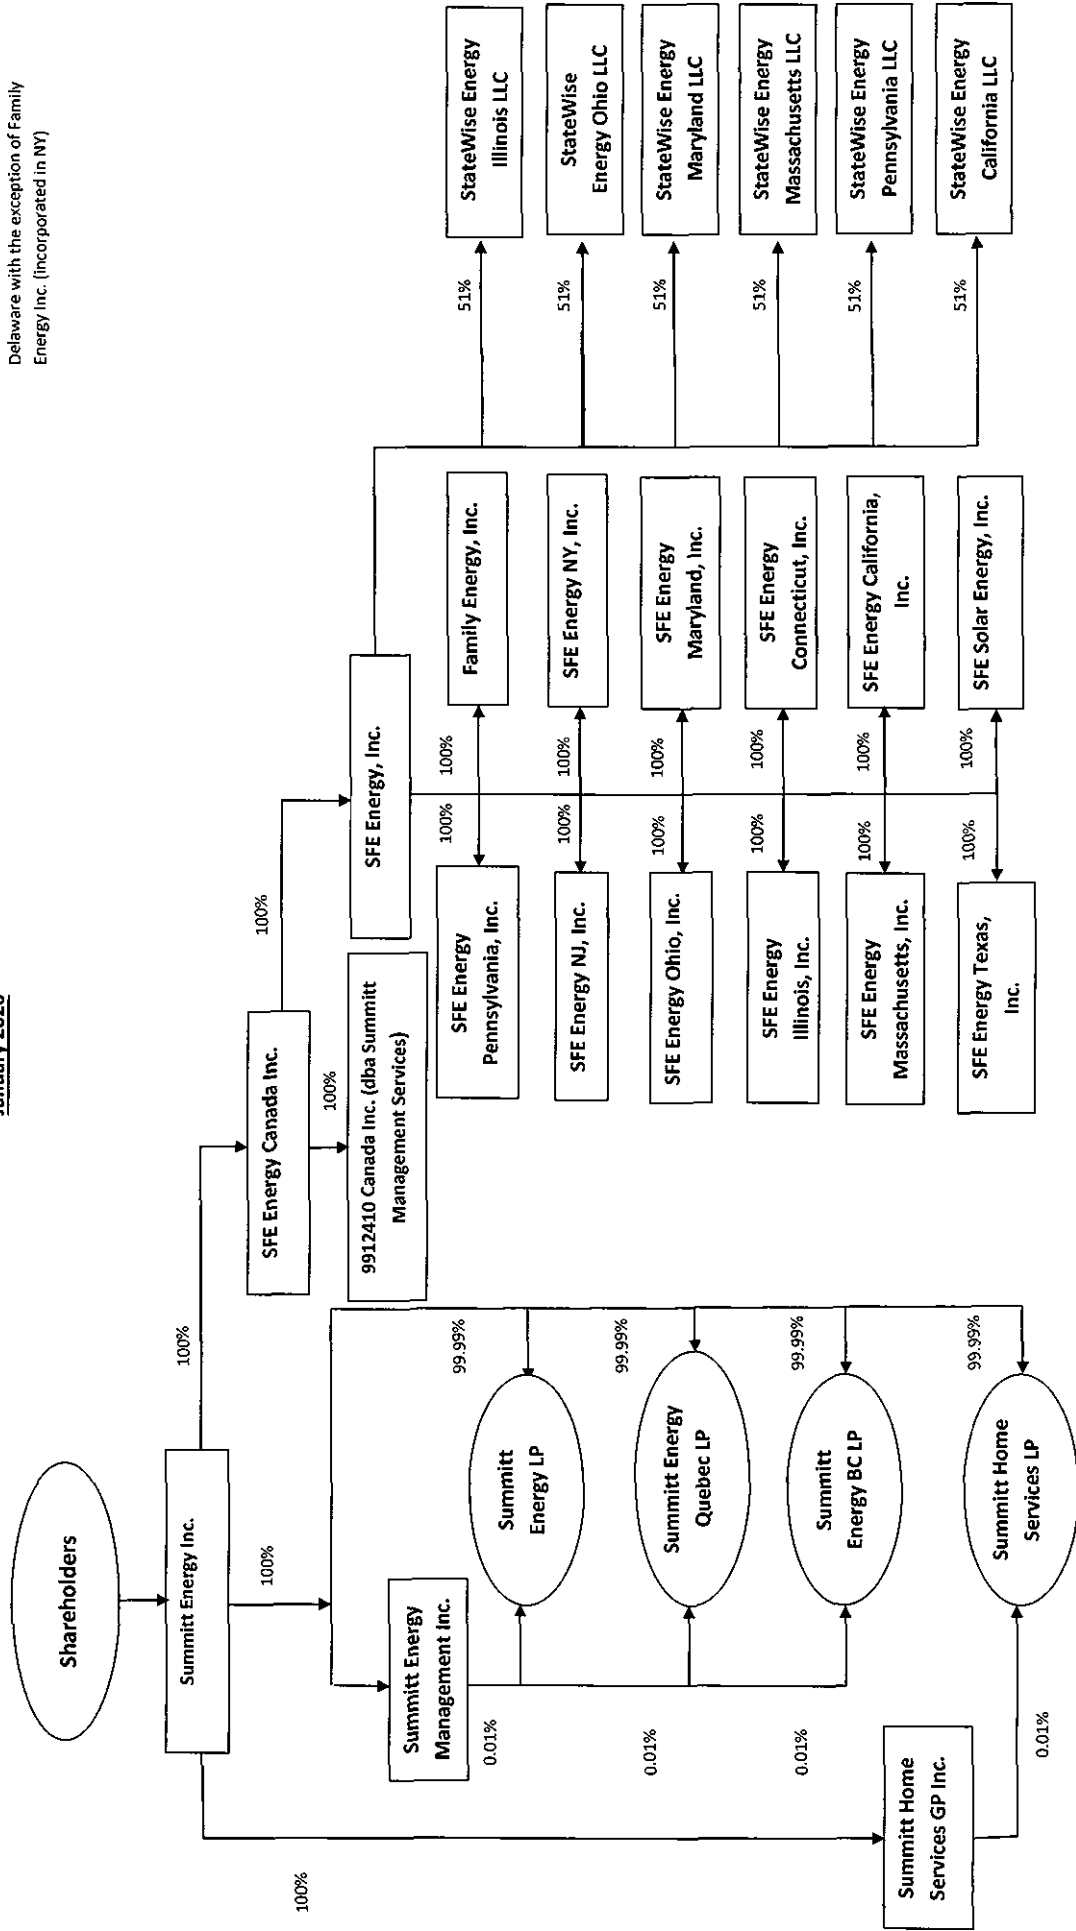 Delaware with the exception of Family
Energy Inc. (incorporated in NY)
Shareholders
Summitt Energy Inc.
100%
100%
100%
SFE Energy Canada Inc.
100%
100%
9912410 Canada Inc. (dba Summitt
Management Services)
SFE Energy, Inc.
Summitt Energy
Management Inc.
0.01%
0.01%
0.01%
Summitt
Energy LP
99.99%
Summitt Energy
Quebec LP
99.99%
Summitt
Energy BC LP
99.99%
Summitt Home
Services GP Inc.
0.01%
Summitt Home
Services LP
99.99%
SFE Energy
Pennsylvania, Inc.
100%
100%
Family Energy, Inc.
SFE Energy NJ, Inc.
100%
100%
SFE Energy NY, Inc.
SFE Energy Ohio, Inc.
100%
100%
SFE Energy
Maryland, Inc.
SFE Energy
Illinois, Inc.
100%
100%
SFE Energy
Connecticut, Inc.
SFE Energy
Massachusetts, Inc.
100%
100%
SFE Energy California,
Inc.
SFE Energy Texas,
Inc.
100%
100%
SFE Solar Energy, Inc.
51%
StateWise Energy
Illinois LLC
51%
StateWise
Energy Ohio LLC
51%
StateWise Energy
Maryland LLC
51%
StateWise Energy
Massachusetts LLC
51%
StateWise Energy
Pennsylvania LLC
51%
StateWise Energy
California LLC